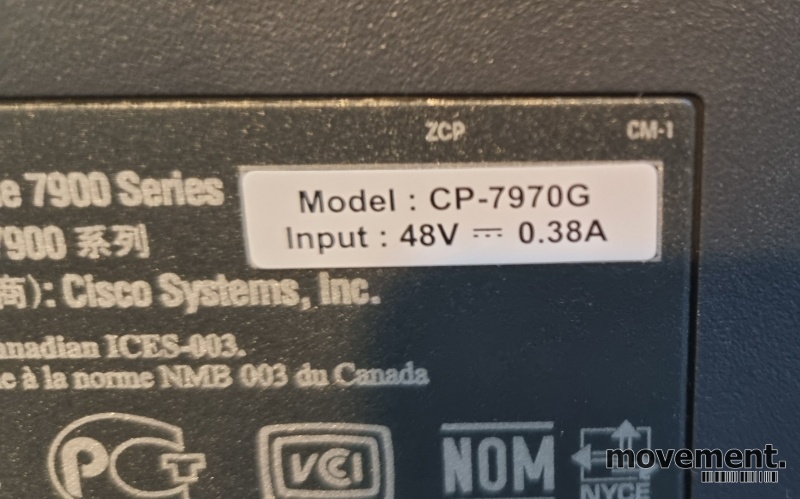 ZCP CM-1
e 7900 Series
Model : CP-7970G
Input : 48V ⎓ 0.38A
7900 系列
商): Cisco Systems, Inc.
anadian ICES-003.
e à la norme NMB 003 du Canada
PCT
VCI
NOM
NYCE
movement.